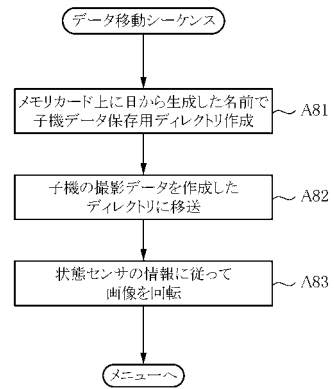 データ移動シーケンス
メモリカード上に日から生成した名前で
子機データ保存用ディレクトリ作成
A81
子機の撮影データを作成した
ディレクトリに移送
A82
状態センサの情報に従って
画像を回転
A83
メニューへ